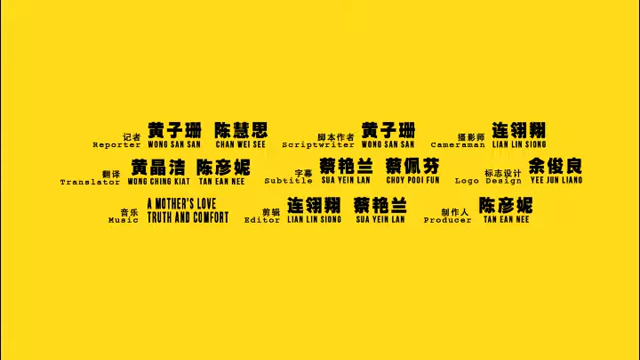 记者 黄子珊 陈慧思 脚本作者 黄子珊 摄影师 连翎翔
Reporter WONG SAN SAN CHAN WEI SEE Scriptwriter WONG SAN SAN Cameraman LIAN LIN SIONG
翻译 黄晶洁 陈彦妮 字幕 蔡艳兰 蔡佩芬 标志设计 余俊良
Translator WONG CHING KIAT TAN EAN NEE Subtitle SUA YEIN LAN CHOY POOI FUN Logo Design YEE JUN LIANG
音乐 A MOTHER'S LOVE 剪辑 连翎翔 蔡艳兰 制作人 陈彦妮
Music TRUTH AND COMFORT Editor LIAN LIN SIONG SUA YEIN LAN Producer TAN EAN NEE